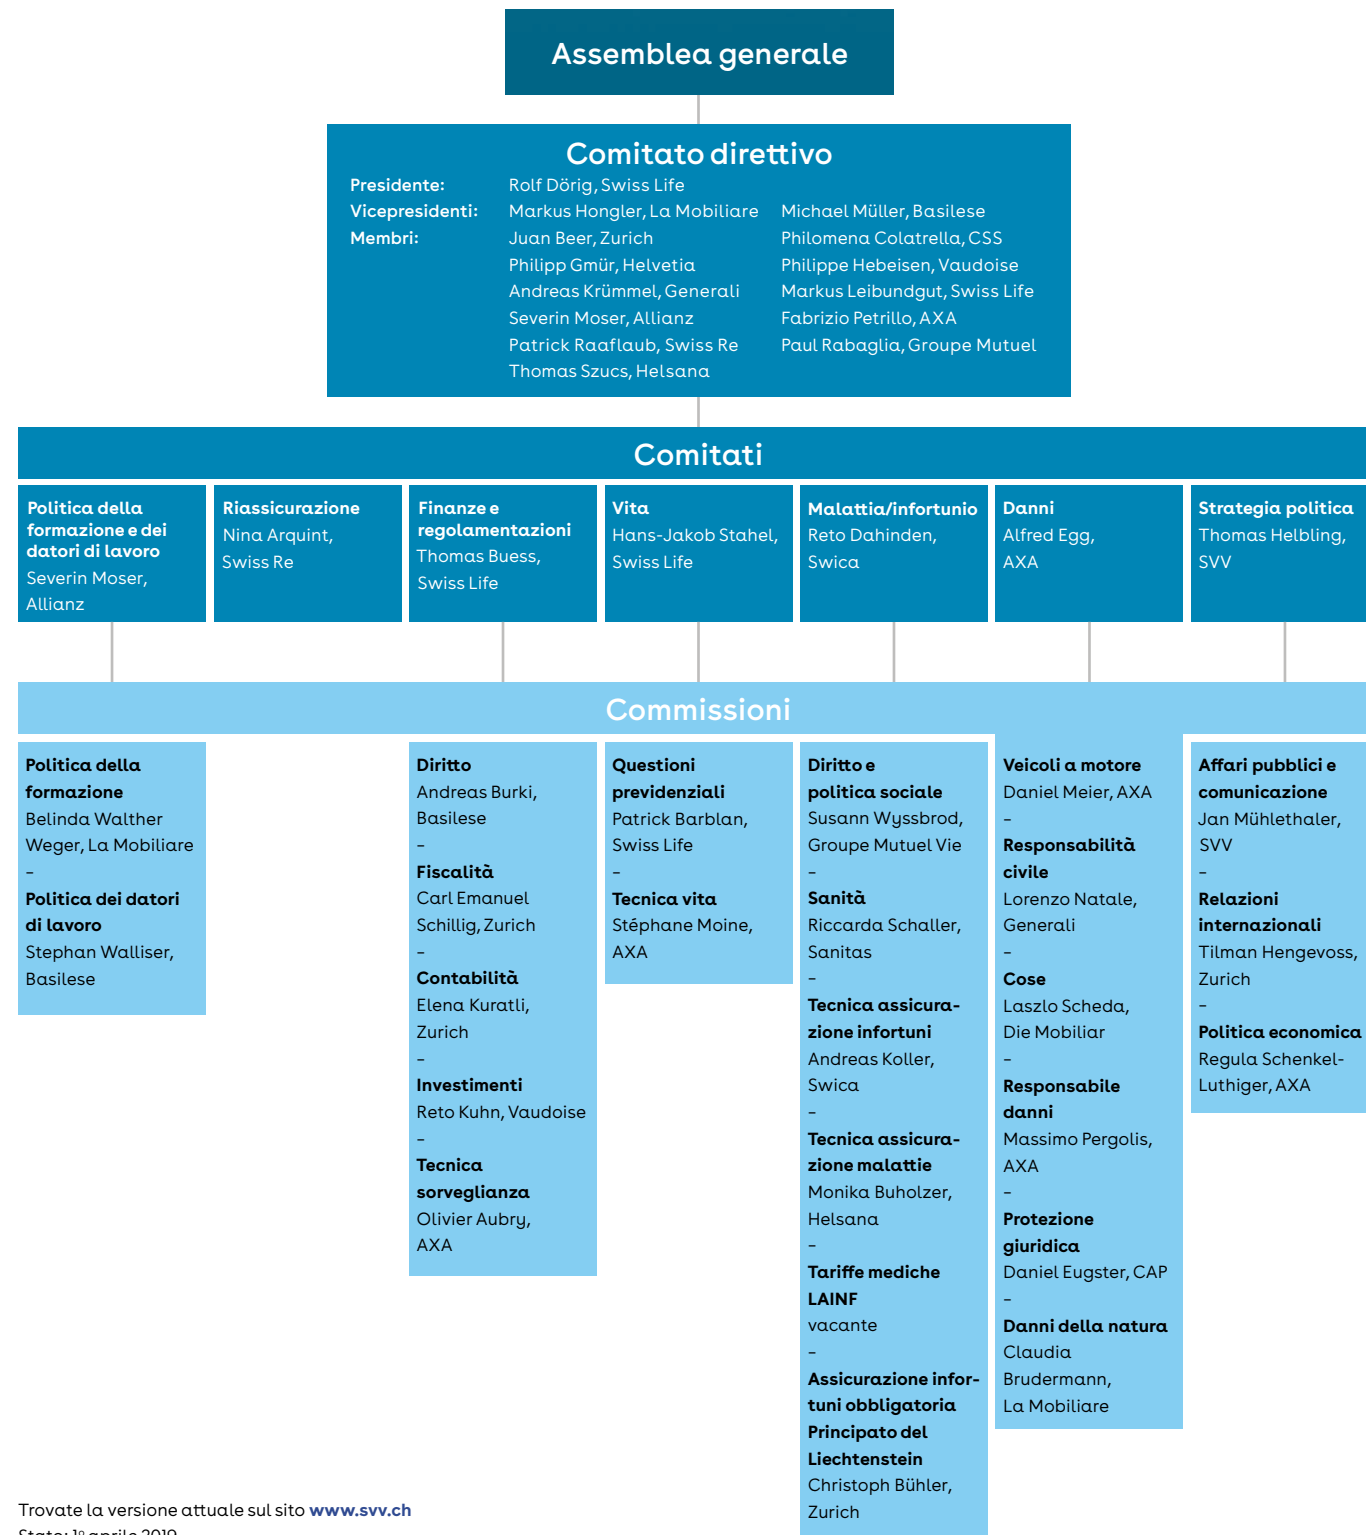 Assemblea generale
Comitato direttivo
Presidente: Rolf Dörig, Swiss Life
Vicepresidenti: Markus Hongler, La Mobiliare Michael Müller, Basilese
Membri: Juan Beer, Zurich Philomena Colatrella, CSS
Philipp Gmür, Helvetia Philippe Hebeisen, Vaudoise
Andreas Krümmel, Generali Markus Leibundgut, Swiss Life
Severin Moser, Allianz Fabrizio Petrillo, AXA
Patrick Raaflaub, Swiss Re Paul Rabaglia, Groupe Mutuel
Thomas Szucs, Helsana
Comitati
Politica della
formazione e dei
datori di lavoro
Severin Moser,
Allianz
Riassicurazione
Nina Arquint,
Swiss Re
Finanze e
regolamentazioni
Thomas Buess,
Swiss Life
Vita
Hans-Jakob Stahel,
Swiss Life
Malattia/infortunio
Reto Dahinden,
Swica
Danni
Alfred Egg,
AXA
Strategia politica
Thomas Helbling,
SVV
Commissioni
Politica della
formazione
Belinda Walther
Weger, La Mobiliare
–
Politica dei datori
di lavoro
Stephan Walliser,
Basilese
Diritto
Andreas Burki,
Basilese
–
Fiscalità
Carl Emanuel
Schillig, Zurich
–
Contabilità
Elena Kuratli,
Zurich
–
Investimenti
Reto Kuhn, Vaudoise
–
Tecnica
sorveglianza
Olivier Aubry,
AXA
Questioni
previdenziali
Patrick Barblan,
Swiss Life
–
Tecnica vita
Stéphane Moine,
AXA
Diritto e
politica sociale
Susann Wyssbrod,
Groupe Mutuel Vie
–
Sanità
Riccarda Schaller,
Sanitas
–
Tecnica assicura-
zione infortuni
Andreas Koller,
Swica
–
Tecnica assicura-
zione malattie
Monika Buholzer,
Helsana
–
Tariffe mediche
LAINF
vacante
–
Assicurazione infor-
tuni obbligatoria
Principato del
Liechtenstein
Christoph Bühler,
Zurich
Veicoli a motore
Daniel Meier, AXA
–
Responsabilità
civile
Lorenzo Natale,
Generali
–
Cose
Laszlo Scheda,
Die Mobiliar
–
Responsabile
danni
Massimo Pergolis,
AXA
–
Protezione
giuridica
Daniel Eugster, CAP
–
Danni della natura
Claudia
Brudermann,
La Mobiliare
Affari pubblici e
comunicazione
Jan Mühlethaler,
SVV
–
Relazioni
internazionali
Tilman Hengevoss,
Zurich
–
Politica economica
Regula Schenkel-
Luthiger, AXA
Trovate la versione attuale sul sito www.svv.ch
Stato: 1º aprile 2019